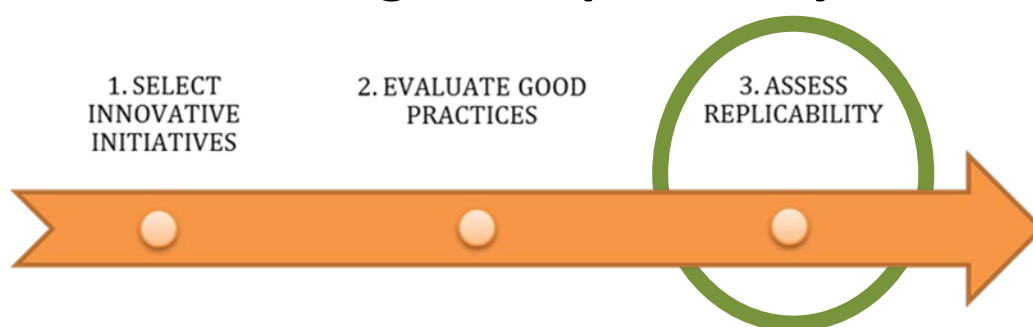 1. SELECT
INNOVATIVE
INITIATIVES
2. EVALUATE GOOD
PRACTICES
3. ASSESS
REPLICABILITY